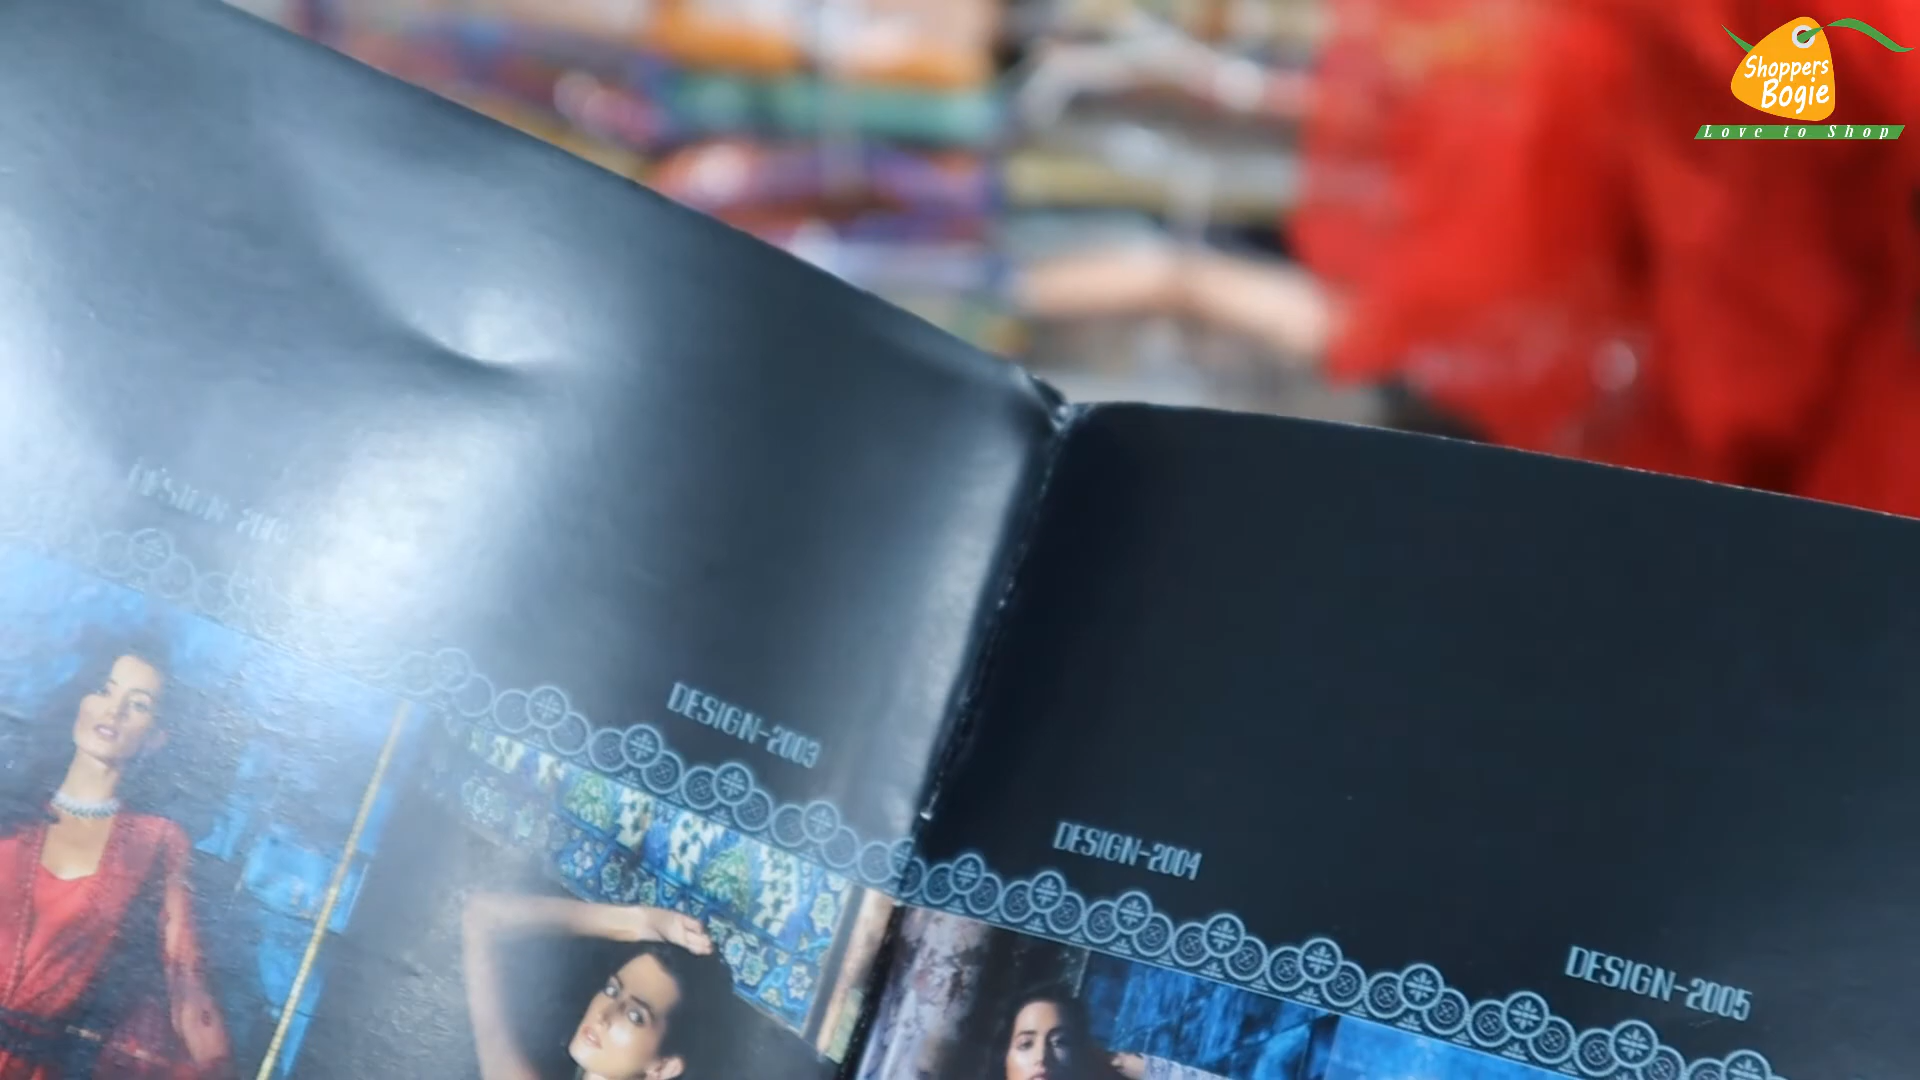 Shoppers
Bogie
Love to Shop
DESIGN-2003
DESIGN-2004
DESIGN-2005